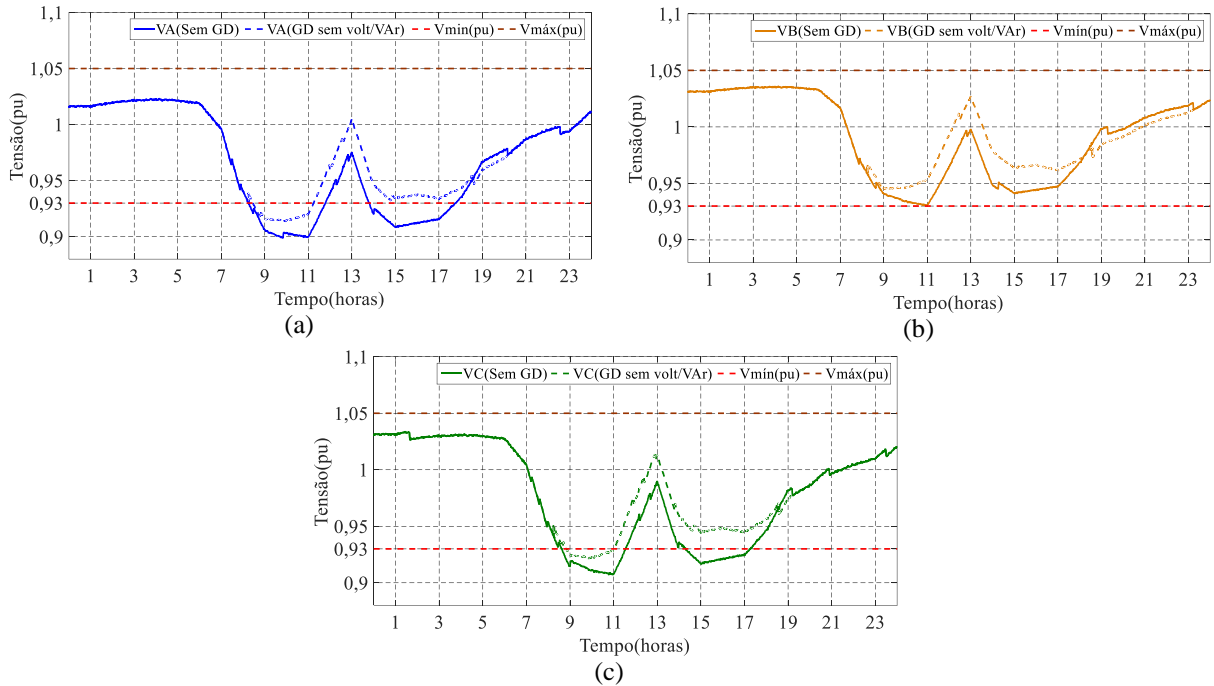 1,1
VA(Sem GD) VA(GD sem volt/VAr) Vmin(pu) Vmáx(pu)
1,05
1
0,95
0,93
0,9
Tensão(pu)
1 3 5 7 9 11 13 15 17 19 21 23
Tempo(horas)
(a)
1,1
VB(Sem GD) VB(GD sem volt/VAr) Vmín(pu) Vmáx(pu)
1,05
1
0,95
0,93
0,9
Tensão(pu)
1 3 5 7 9 11 13 15 17 19 21 23
Tempo(horas)
(b)
1,1
VC(Sem GD) VC(GD sem volt/VAr) Vmín(pu) Vmáx(pu)
1,05
1
0,95
0,93
0,9
Tensão(pu)
1 3 5 7 9 11 13 15 17 19 21 23
Tempo(horas)
(c)